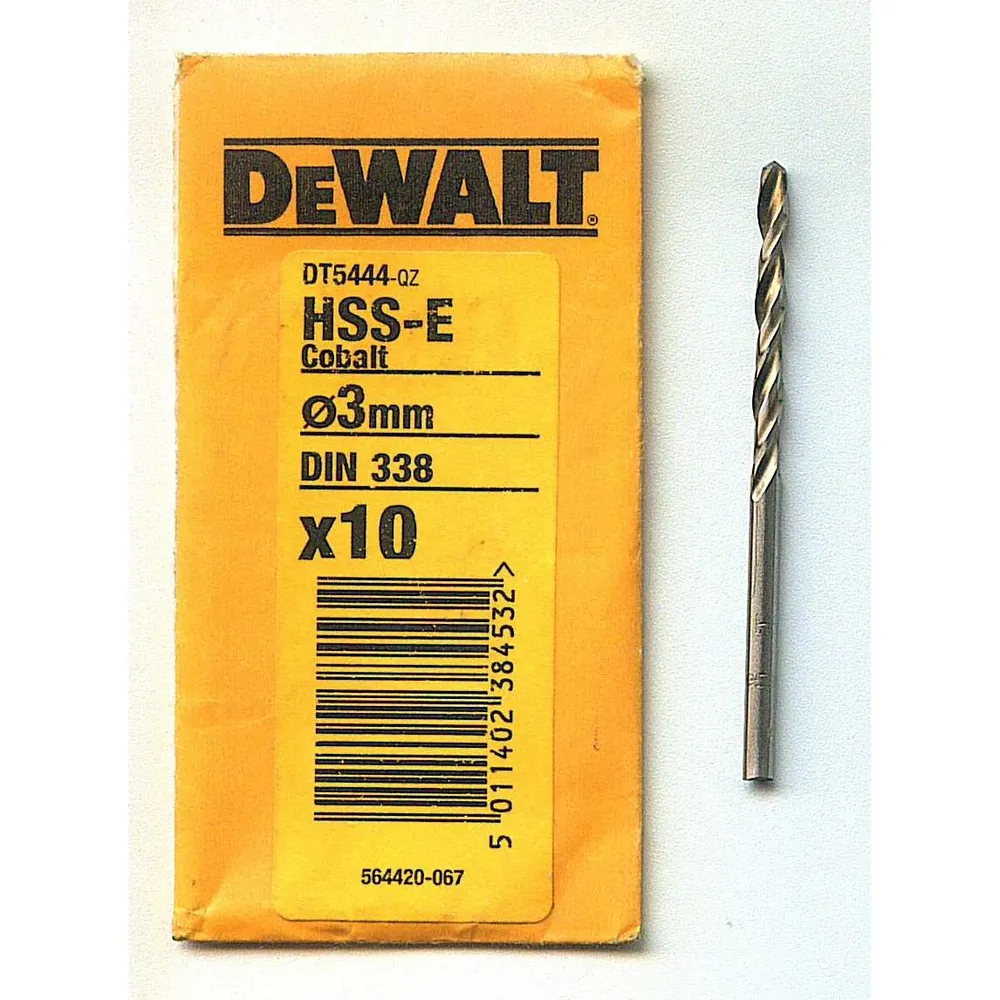 DEWALT®
DT5444-QZ
HSS-E
Cobalt
Ø3mm
DIN 338
x10
5 011402 384532 >
564420-067